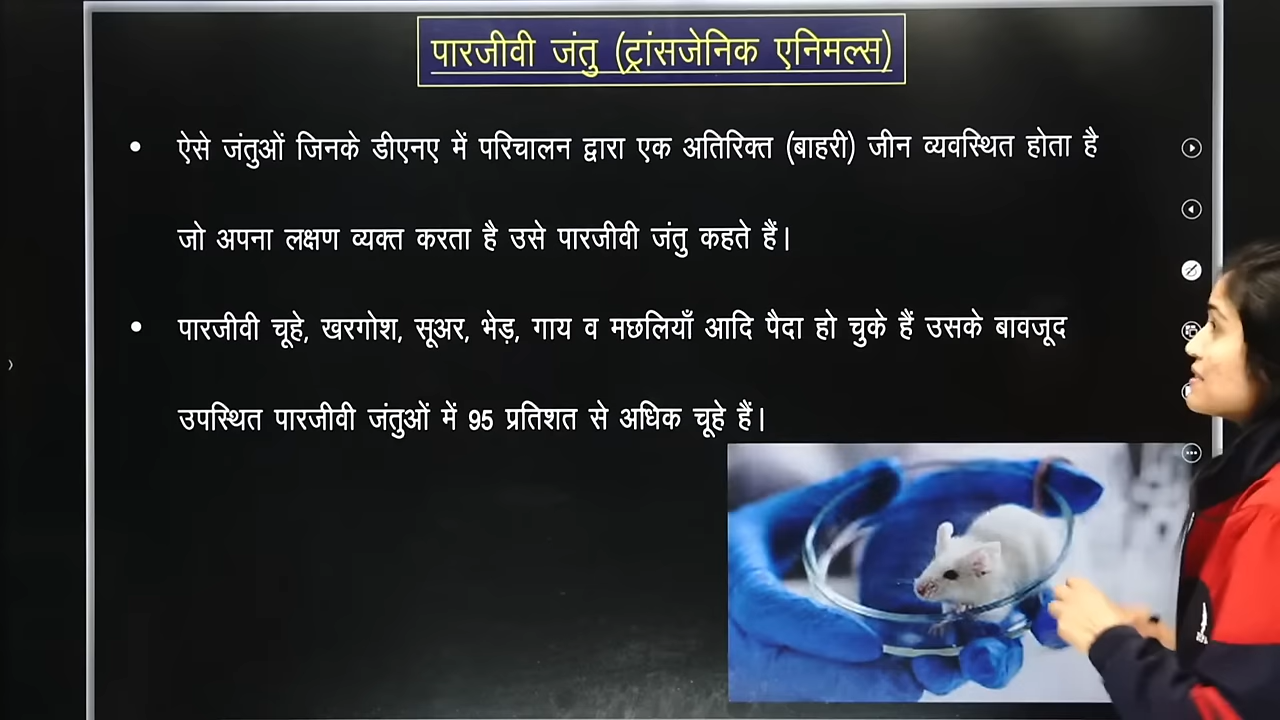 पारजीवी जंतु (ट्रांसजेनिक एनिमल्स)
• ऐसे जंतुओं जिनके डीएनए में परिचालन द्वारा एक अतिरिक्त (बाहरी) जीन व्यवस्थित होता है
जो अपना लक्षण व्यक्त करता है उसे पारजीवी जंतु कहते हैं।
• पारजीवी चूहे, खरगोश, सूअर, भेड़, गाय व मछलियाँ आदि पैदा हो चुके हैं उसके बावजूद
उपस्थित पारजीवी जंतुओं में 95 प्रतिशत से अधिक चूहे हैं।